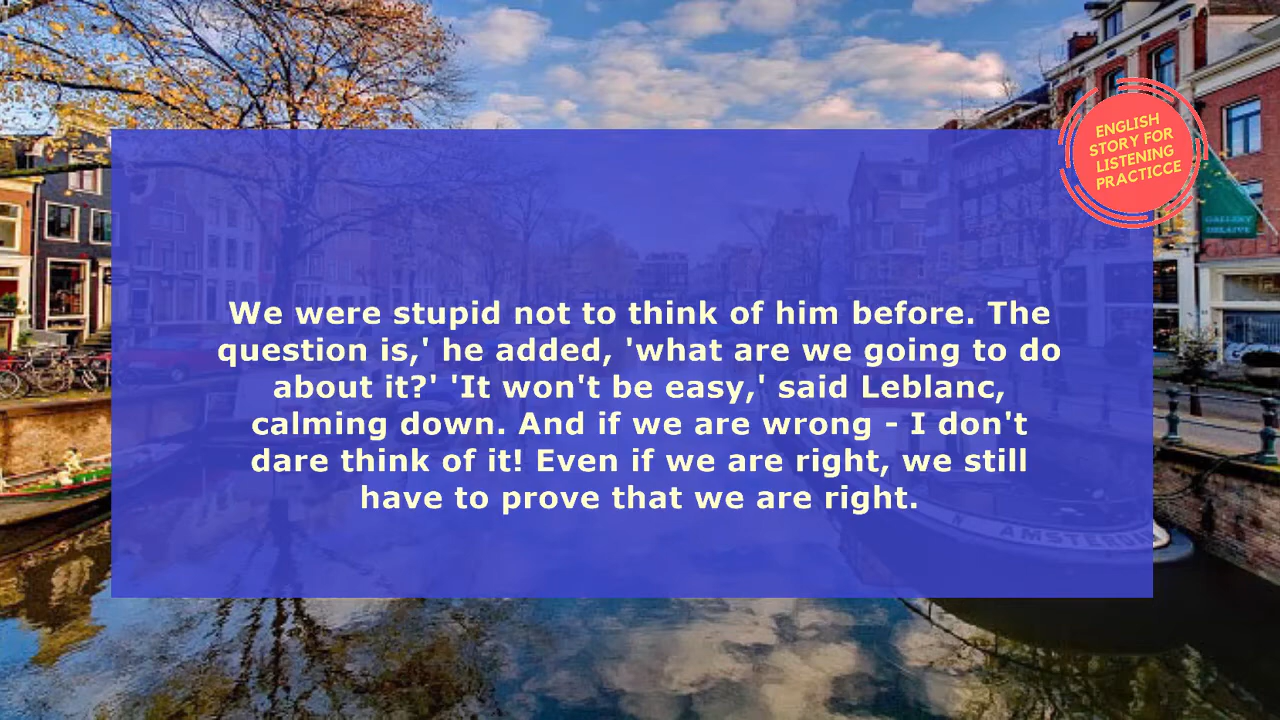 We were stupid not to think of him before. The
question is,' he added, 'what are we going to do
about it?' 'It won't be easy,' said Leblanc,
calming down. And if we are wrong - I don't
dare think of it! Even if we are right, we still
have to prove that we are right.
ENGLISH
STORY FOR
LISTENING
PRACTICCE
GALLERY
DELAIVE
N AMSTERDAM